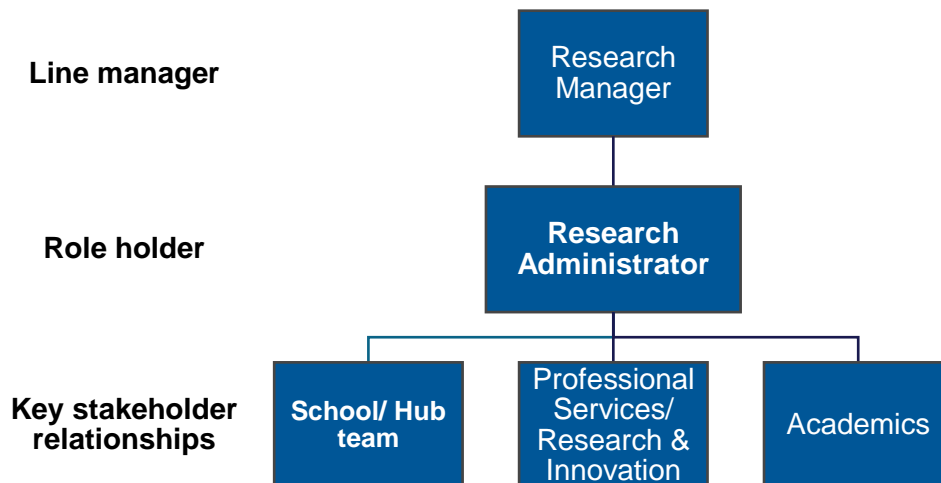 Line manager
Research
Manager
Role holder
Research
Administrator
Key stakeholder
relationships
School/ Hub
team
Professional
Services/
Research &
Innovation
Academics